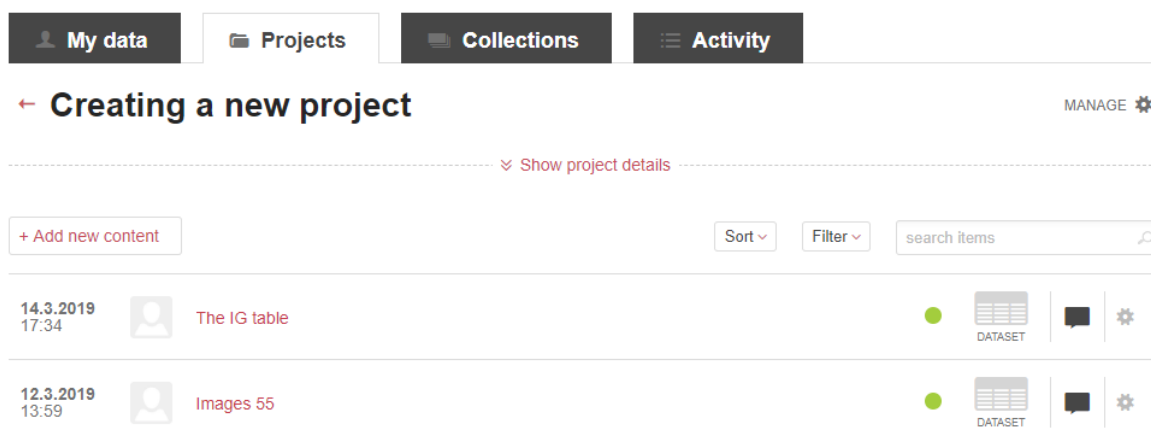 My data Projects Collections Activity
← Creating a new project MANAGE
Show project details
+ Add new content Sort Filter search items
14.3.2019
17:34
The IG table
DATASET
12.3.2019
13:59
Images 55
DATASET